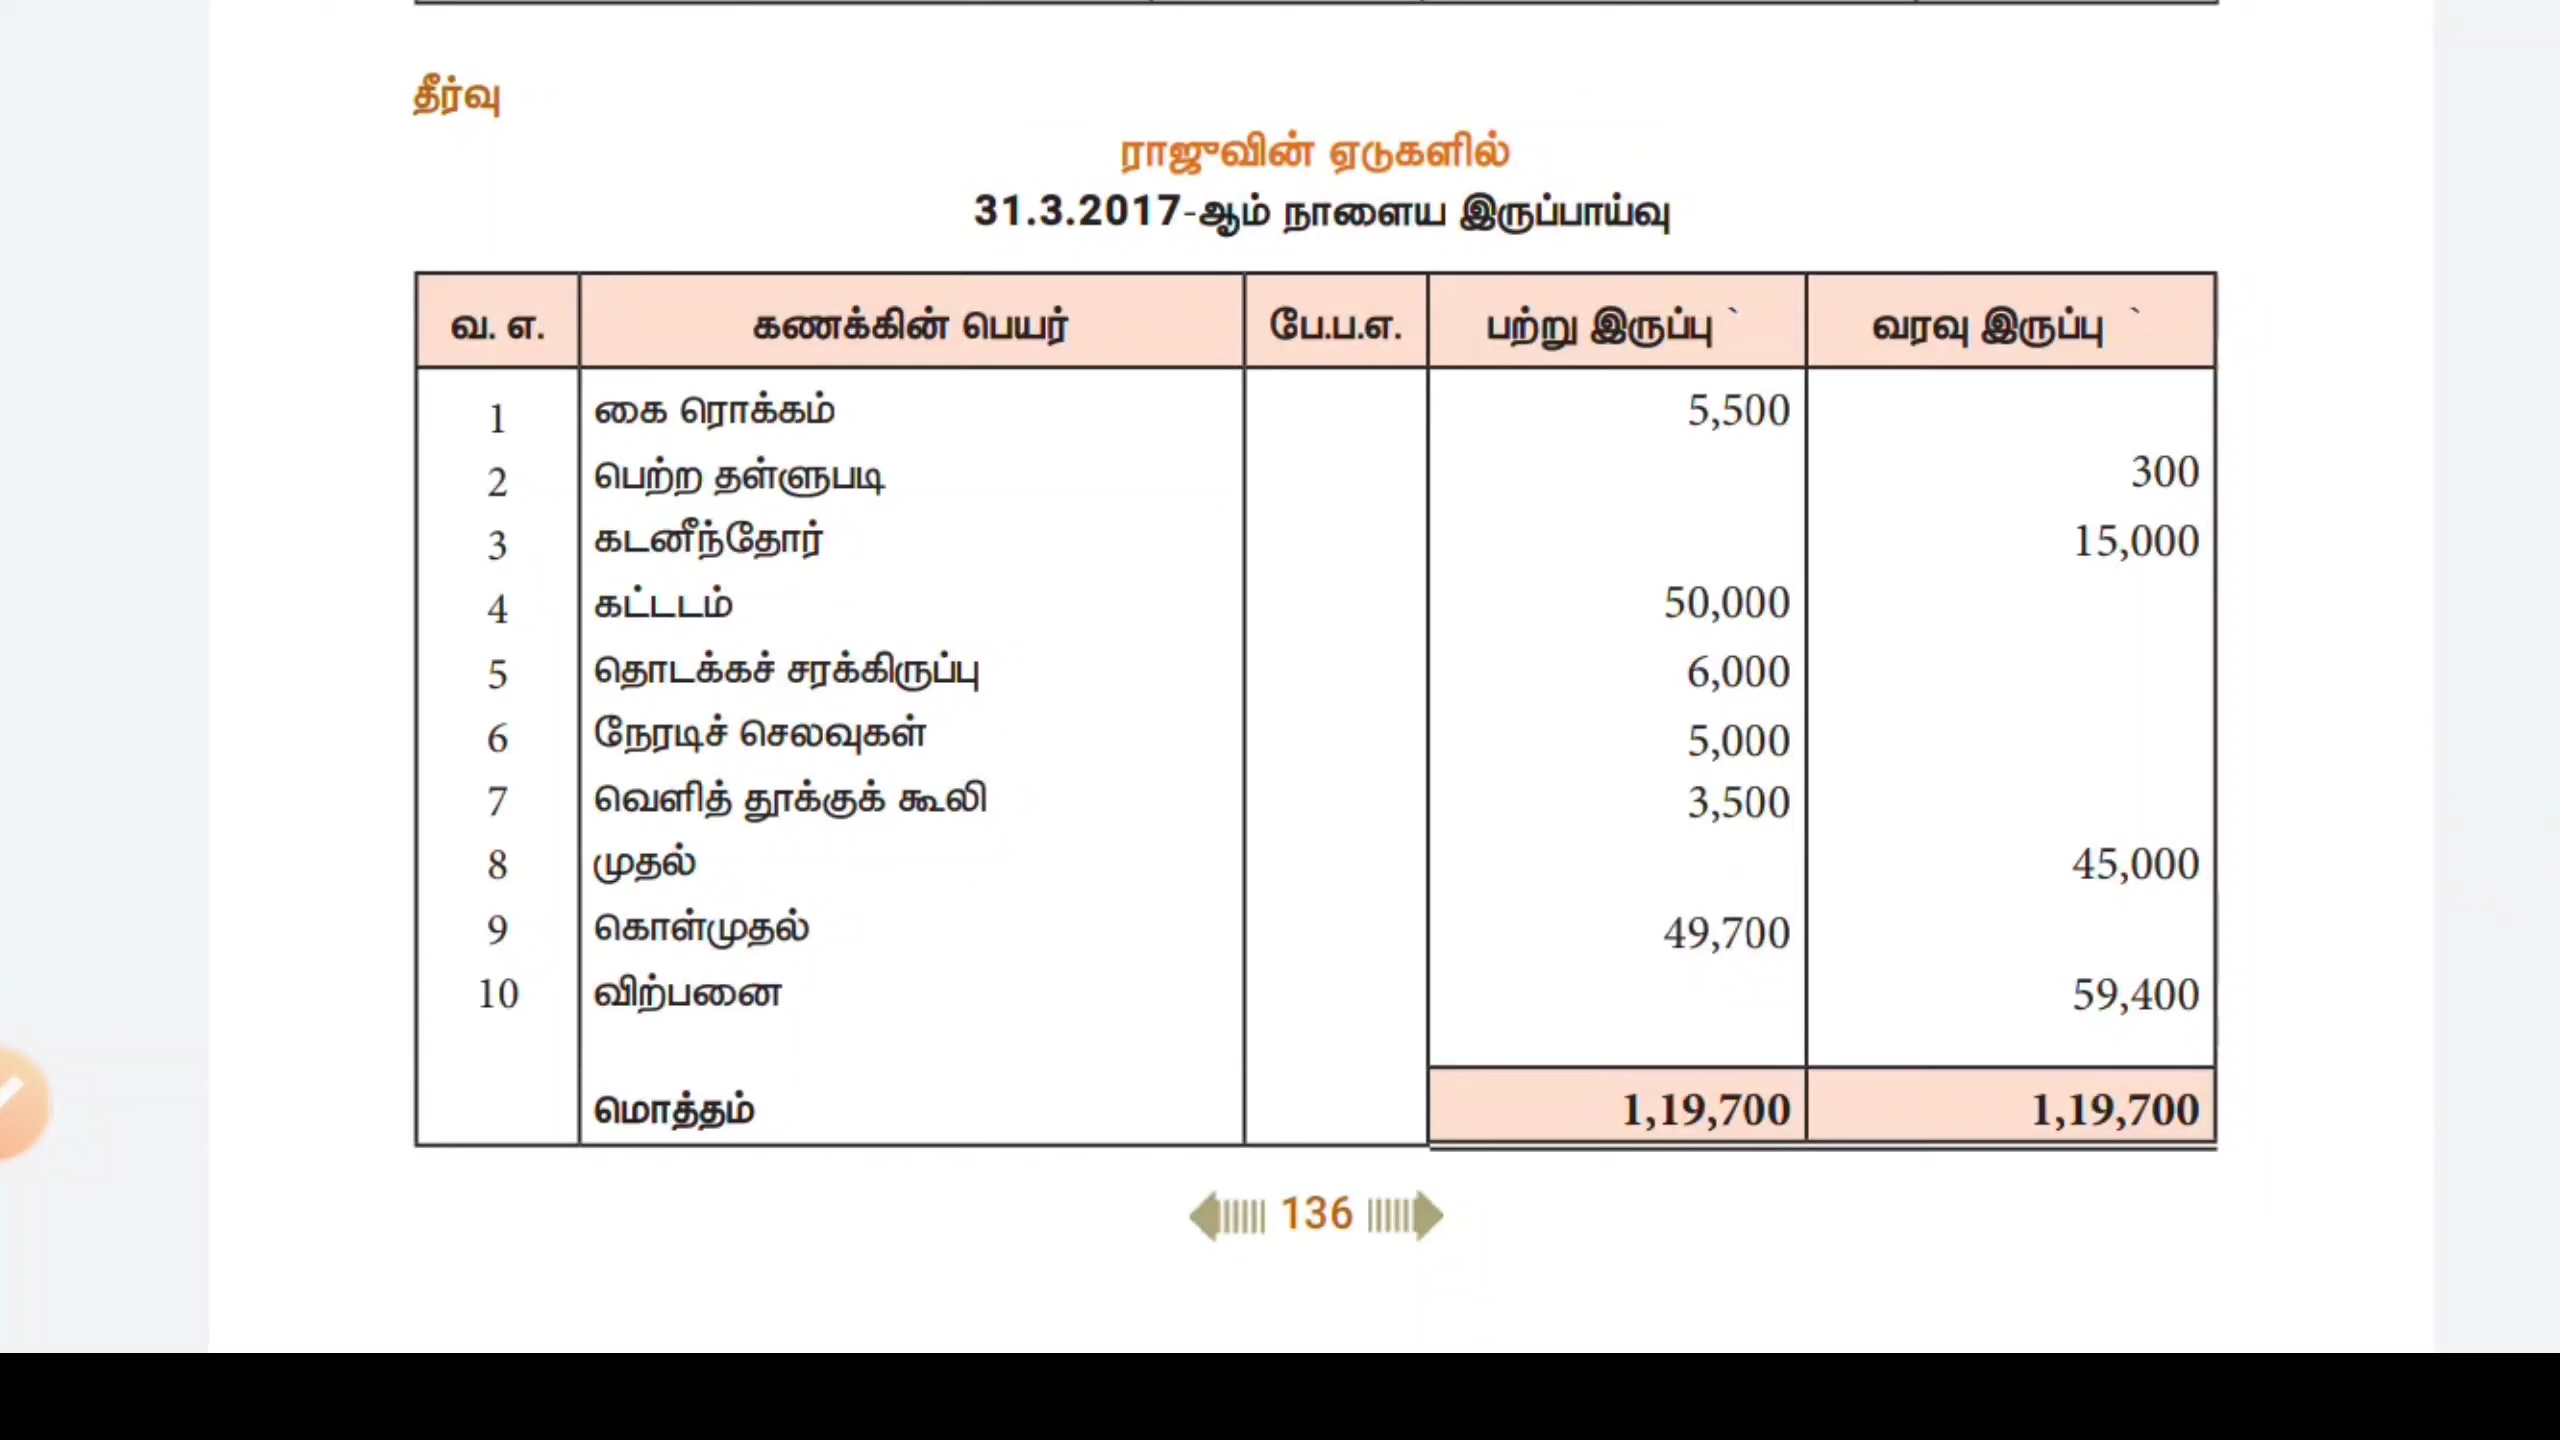 தீர்வு
ராஜுவின் ஏடுகளில்
31.3.2017-ஆம் நாளைய இருப்பாய்வு
வ. எ. கணக்கின் பெயர் பே.ப.எ. பற்று இருப்பு ` வரவு இருப்பு `
1 கை ரொக்கம் 5,500
2 பெற்ற தள்ளுபடி 300
3 கடனீந்தோர் 15,000
4 கட்டடம் 50,000
5 தொடக்கச் சரக்கிருப்பு 6,000
6 நேரடிச் செலவுகள் 5,000
7 வெளித் தூக்குக் கூலி 3,500
8 முதல் 45,000
9 கொள்முதல் 49,700
10 விற்பனை 59,400
மொத்தம் 1,19,700 1,19,700
136